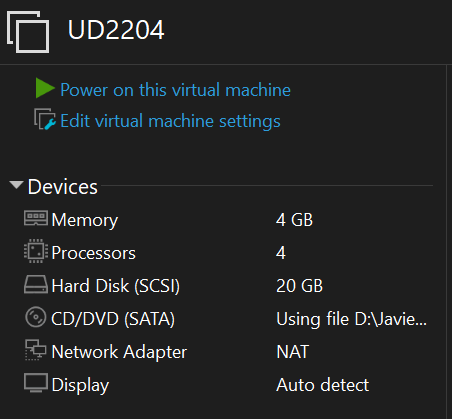 UD2204
Power on this virtual machine
Edit virtual machine settings
Devices
Memory 4 GB
Processors 4
Hard Disk (SCSI) 20 GB
CD/DVD (SATA) Using file D:\Javie...
Network Adapter NAT
Display Auto detect